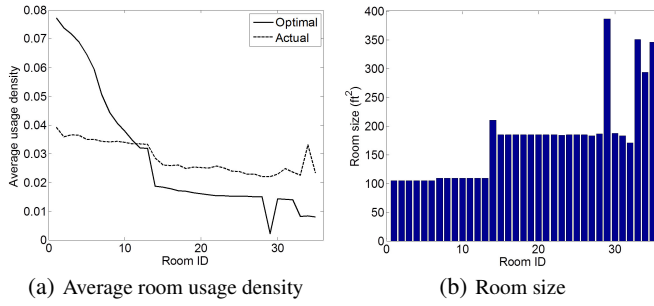 0.08
0.07
0.06
0.05
0.04
0.03
0.02
0.01
0
Average usage density
Optimal
Actual
0 10 20 30
Room ID
(a) Average room usage density
400
350
300
250
200
150
100
50
0
Room size (ft²)
0 10 20 30
Room ID
(b) Room size